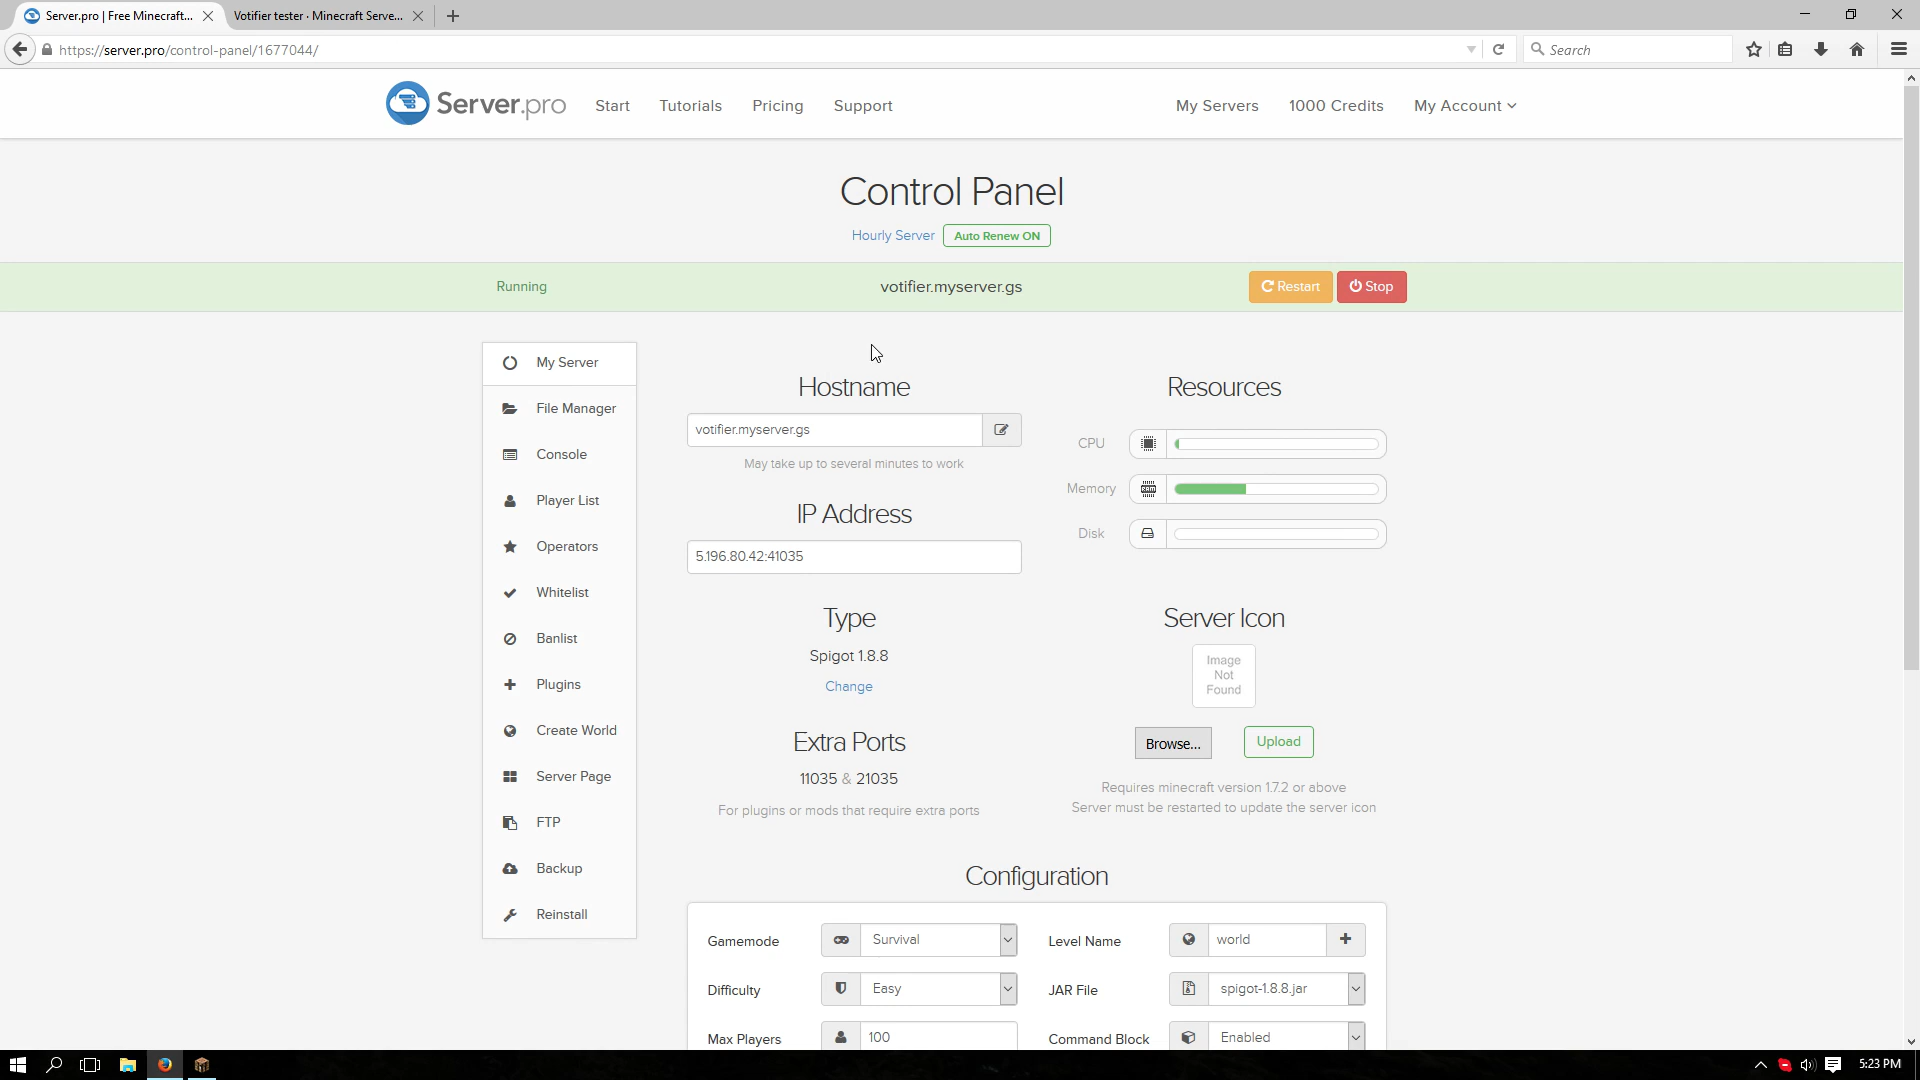 Server.pro | Free Minecraft...
Votifier tester · Minecraft Serve...
https://server.pro/control-panel/1677044/
Search
Server.pro
Start
Tutorials
Pricing
Support
My Servers
1000 Credits
My Account
Control Panel
Hourly Server
Auto Renew ON
Running
votifier.myserver.gs
Restart
Stop
My Server
File Manager
Console
Player List
Operators
Whitelist
Banlist
Plugins
Create World
Server Page
FTP
Backup
Reinstall
Hostname
votifier.myserver.gs
May take up to several minutes to work
IP Address
5.196.80.42:41035
Type
Spigot 1.8.8
Change
Extra Ports
11035 & 21035
For plugins or mods that require extra ports
Resources
CPU
Memory
Disk
Server Icon
Image
Not
Found
Browse...
Upload
Requires minecraft version 1.7.2 or above
Server must be restarted to update the server icon
Configuration
Gamemode
Survival
Level Name
world
Difficulty
Easy
JAR File
spigot-1.8.8.jar
Max Players
100
Command Block
Enabled
5:23 PM